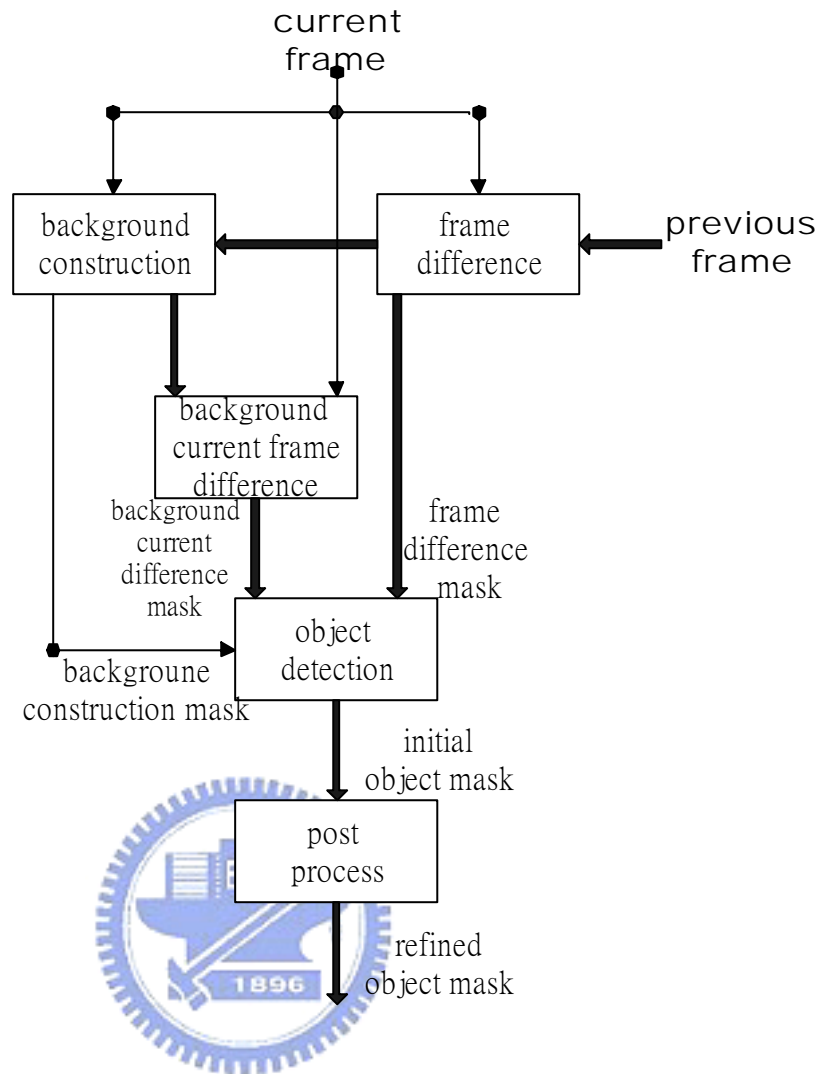 current
frame
background
construction
frame
difference
previous
frame
background
current frame
difference
background
current
difference
mask
frame
difference
mask
object
detection
backgroune
construction mask
initial
object mask
post
process
refined
object mask
1896